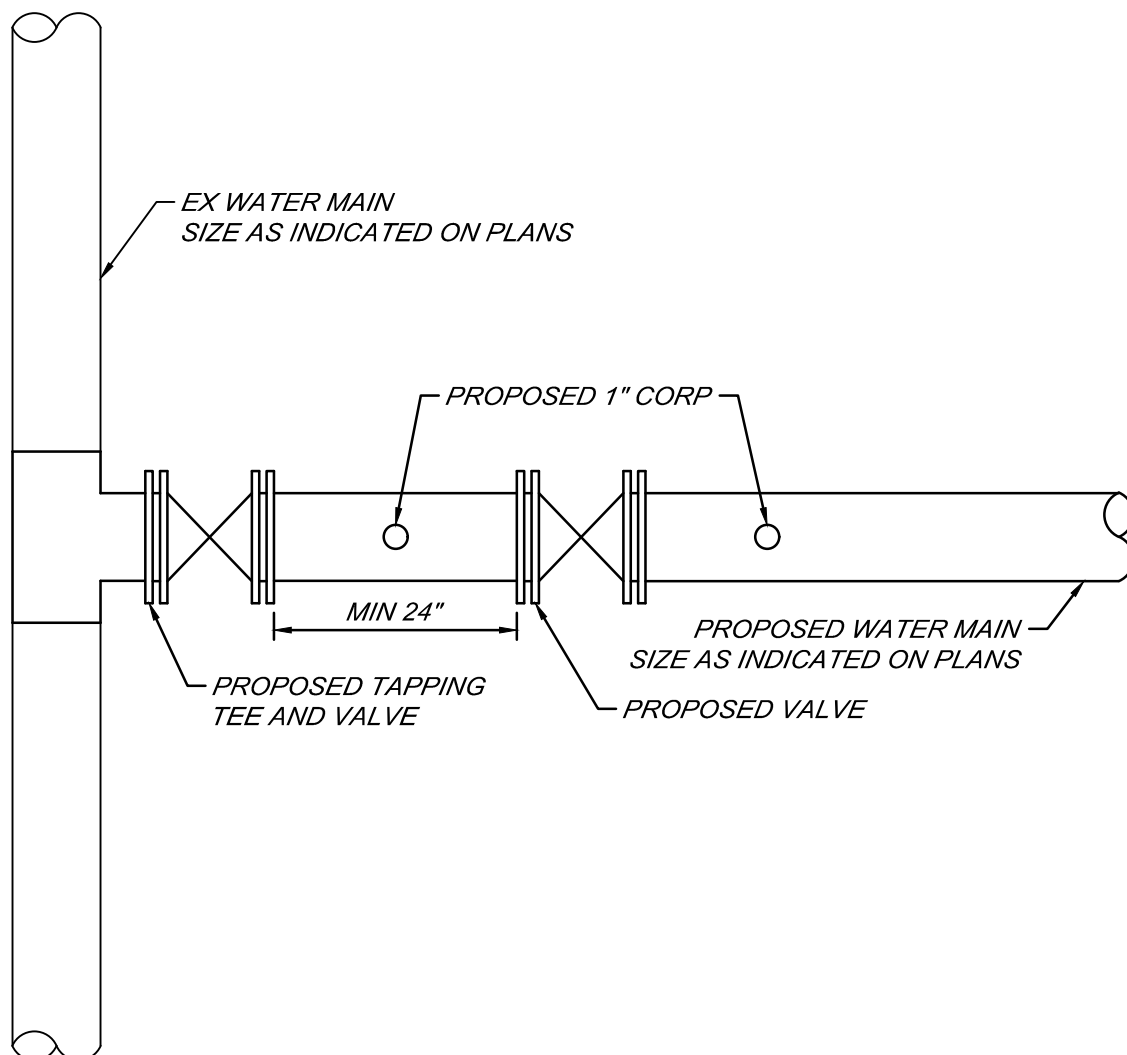 EX WATER MAIN
SIZE AS INDICATED ON PLANS
PROPOSED 1" CORP
MIN 24"
PROPOSED WATER MAIN
SIZE AS INDICATED ON PLANS
PROPOSED TAPPING
TEE AND VALVE
PROPOSED VALVE